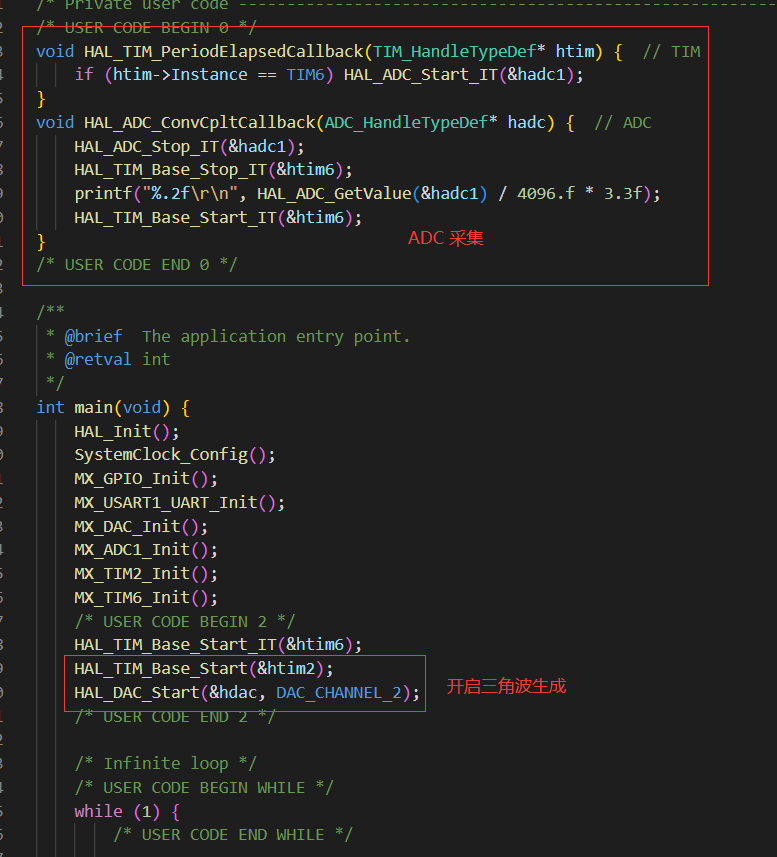 /* Private user code ---------------------------------------------------------
/* USER CODE BEGIN 0 */
void HAL_TIM_PeriodElapsedCallback(TIM_HandleTypeDef* htim) {  // TIM
    if (htim->Instance == TIM6) HAL_ADC_Start_IT(&hadc1);
}
void HAL_ADC_ConvCpltCallback(ADC_HandleTypeDef* hadc) {  // ADC
    HAL_ADC_Stop_IT(&hadc1);
    HAL_TIM_Base_Stop_IT(&htim6);
    printf("%.2f\r\n", HAL_ADC_GetValue(&hadc1) / 4096.f * 3.3f);
    HAL_TIM_Base_Start_IT(&htim6);
}
ADC 采集
/* USER CODE END 0 */
/**
 * @brief  The application entry point.
 * @retval int
 */
int main(void) {
    HAL_Init();
    SystemClock_Config();
    MX_GPIO_Init();
    MX_USART1_UART_Init();
    MX_DAC_Init();
    MX_ADC1_Init();
    MX_TIM2_Init();
    MX_TIM6_Init();
    /* USER CODE BEGIN 2 */
    HAL_TIM_Base_Start_IT(&htim6);
    HAL_TIM_Base_Start(&htim2);
    HAL_DAC_Start(&hdac, DAC_CHANNEL_2);
开启三角波生成
    /* USER CODE END 2 */
    /* Infinite loop */
    /* USER CODE BEGIN WHILE */
    while (1) {
        /* USER CODE END WHILE */